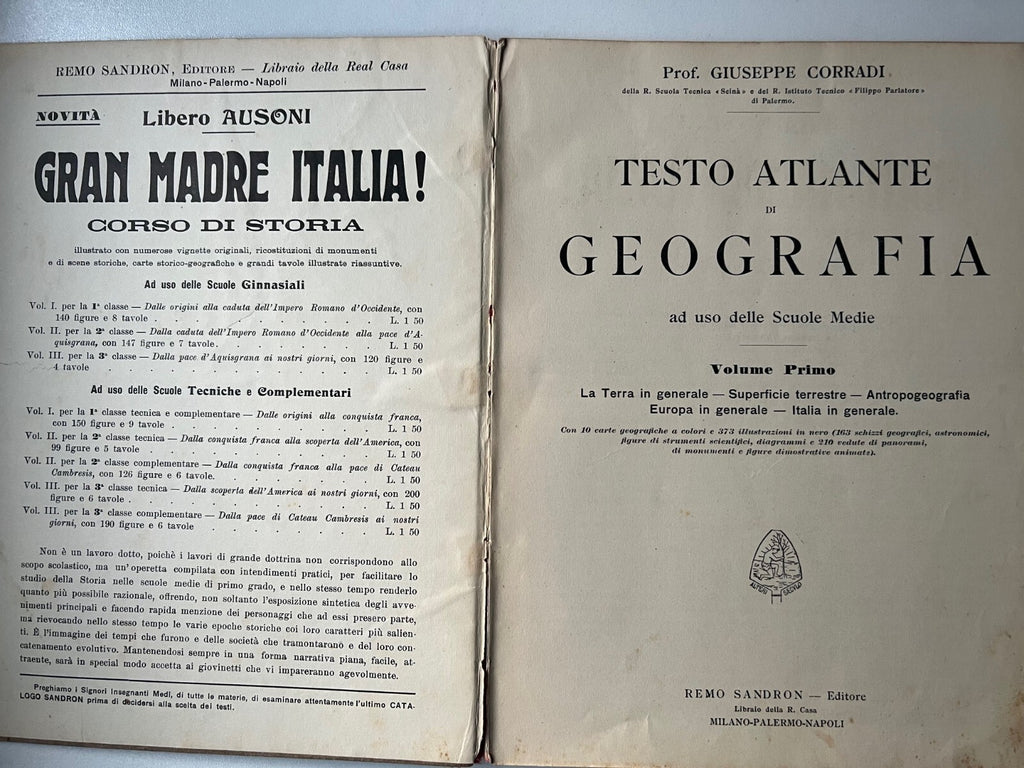 REMO SANDRON, EDITORE — Libraio della Real Casa
Milano-Palermo-Napoli
NOVITÀ Libero AUSONI
GRAN MADRE ITALIA!
CORSO DI STORIA
illustrato con numerose vignette originali, ricostituzioni di monumenti
e di scene storiche, carte storico-geografiche e grandi tavole illustrate riassuntive.
Ad uso delle Scuole Ginnasiali
Vol. I. per la 1ª classe — Dalle origini alla caduta dell'Impero Romano d'Occidente, con
140 figure e 8 tavole . . . . . . . . . L. 1 50
Vol. II. per la 2ª classe — Dalla caduta dell'Impero Romano d'Occidente alla pace d'A-
quisgrana, con 147 figure e 7 tavole. . . . . . . L. 1 50
Vol. III. per la 3ª classe — Dalla pace d'Aquisgrana ai nostri giorni, con 120 figure e
4 tavole . . . . . . . . . . L. 1 50
Ad uso delle Scuole Tecniche e Complementari
Vol. I. per la 1ª classe tecnica e complementare — Dalle origini alla conquista franca,
con 150 figure e 9 tavole . . . . . . . . L. 1 50
Vol. II. per la 2ª classe tecnica — Dalla conquista franca alla scoperta dell'America, con
99 figure e 5 tavole . . . . . . . . . L. 1 50
Vol. II. per la 2ª classe complementare — Dalla conquista franca alla pace di Cateau
Cambresis, con 126 figure e 6 tavole. . . . . . . L. 1 50
Vol. III. per la 3ª classe tecnica — Dalla scoperta dell'America ai nostri giorni, con 200
figure e 6 tavole . . . . . . . . . L. 1 50
Vol. III. per la 3ª classe complementare — Dalla pace di Cateau Cambresis ai nostri
giorni, con 190 figure e 6 tavole . . . . . . . L. 1 50
Non è un lavoro dotto, poichè i lavori di grande dottrina non corrispondono allo
scopo scolastico, ma un'operetta compilata con intendimenti pratici, per facilitare lo
studio della Storia nelle scuole medie di primo grado, e nello stesso tempo renderlo
quanto più possibile razionale, offrendo, non soltanto l'esposizione sintetica degli avve-
nimenti principali e facendo rapida menzione dei personaggi che ad essi presero parte,
ma rievocando nello stesso tempo le varie epoche storiche coi loro caratteri più salien-
ti. È l'immagine dei tempi che furono e delle società che tramontarono e del loro con-
catenamento evolutivo. Mantenendosi sempre in una forma narrativa piana, facile, at-
traente, sarà in special modo accetta ai giovinetti che vi impareranno agevolmente.
Preghiamo i Signori Insegnanti Medî, di tutte le materie, di esaminare attentamente l'ultimo CATA-
LOGO SANDRON prima di decidersi alla scelta dei testi.
Prof. GIUSEPPE CORRADI
della R. Scuola Tecnica «Scinà» e del R. Istituto Tecnico «Filippo Parlatore»
di Palermo.
TESTO ATLANTE
DI
GEOGRAFIA
ad uso delle Scuole Medie
Volume Primo
La Terra in generale — Superficie terrestre — Antropogeografia
Europa in generale — Italia in generale.
Con 10 carte geografiche a colori e 373 illustrazioni in nero (163 schizzi geografici, astronomici,
figure di strumenti scientifici, diagrammi e 210 vedute di panorami,
di monumenti e figure dimostrative animate).
ALTERI SAECULO
REMO SANDRON — Editore
Libraio della R. Casa
MILANO-PALERMO-NAPOLI